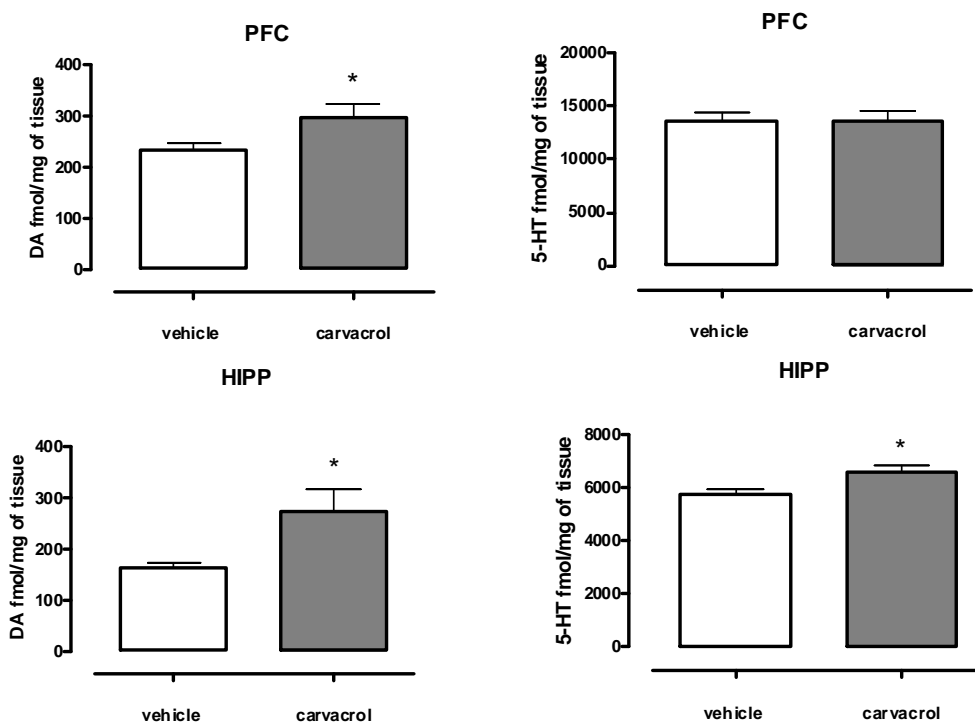 PFC
DA fmol/mg of tissue
400
300
200
100
0
*
vehicle carvacrol
PFC
5-HT fmol/mg of tissue
20000
15000
10000
5000
0
vehicle carvacrol
HIPP
DA fmol/mg of tissue
400
300
200
100
0
*
vehicle carvacrol
HIPP
5-HT fmol/mg of tissue
8000
6000
4000
2000
0
*
vehicle carvacrol